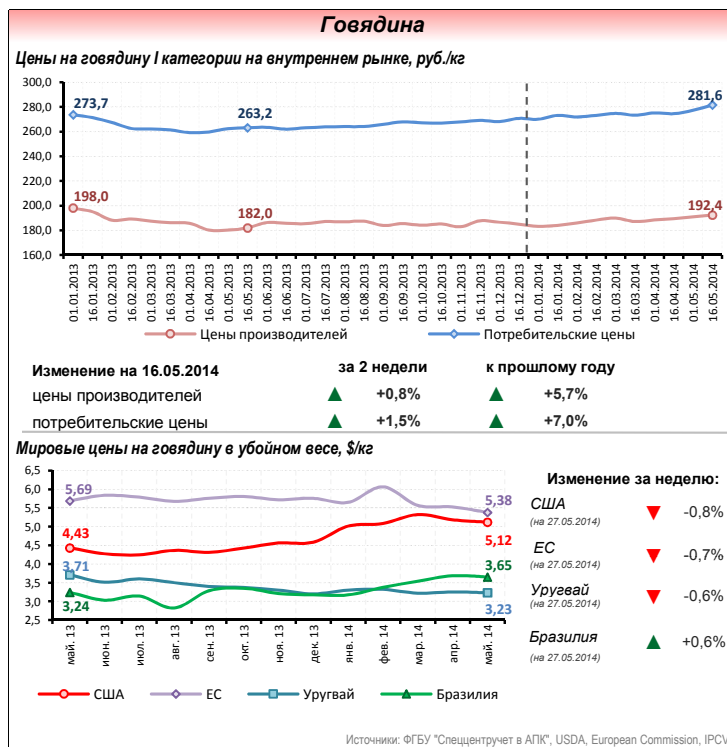 Говядина
Цены на говядину I категории на внутреннем рынке, руб./кг
300,0
280,0
260,0
240,0
220,0
200,0
180,0
160,0
273,7
263,2
281,6
198,0
182,0
192,4
01.01.2013
16.01.2013
01.02.2013
16.02.2013
01.03.2013
16.03.2013
01.04.2013
16.04.2013
01.05.2013
16.05.2013
01.06.2013
16.06.2013
01.07.2013
16.07.2013
01.08.2013
16.08.2013
01.09.2013
16.09.2013
01.10.2013
16.10.2013
01.11.2013
16.11.2013
01.12.2013
16.12.2013
01.01.2014
16.01.2014
01.02.2014
16.02.2014
01.03.2014
16.03.2014
01.04.2014
16.04.2014
01.05.2014
16.05.2014
Цены производителей Потребительские цены
Изменение на 16.05.2014 за 2 недели к прошлому году
цены производителей +0,8% +5,7%
потребительские цены +1,5% +7,0%
Мировые цены на говядину в убойном весе, $/кг
6,5
6,0
5,5
5,0
4,5
4,0
3,5
3,0
2,5
5,69
4,43
3,71
3,24
5,38
5,12
3,65
3,23
май. 13
июн. 13
июл. 13
авг. 13
сен. 13
окт. 13
ноя. 13
дек. 13
янв. 14
фев. 14
мар. 14
апр. 14
май. 14
США ЕС Уругвай Бразилия
Изменение за неделю:
США
(на 27.05.2014)
-0,8%
ЕС
(на 27.05.2014)
-0,7%
Уругвай
(на 27.05.2014)
-0,6%
Бразилия
(на 27.05.2014)
+0,6%
Источники: ФГБУ "Спеццентручет в АПК", USDA, European Commission, IPCV